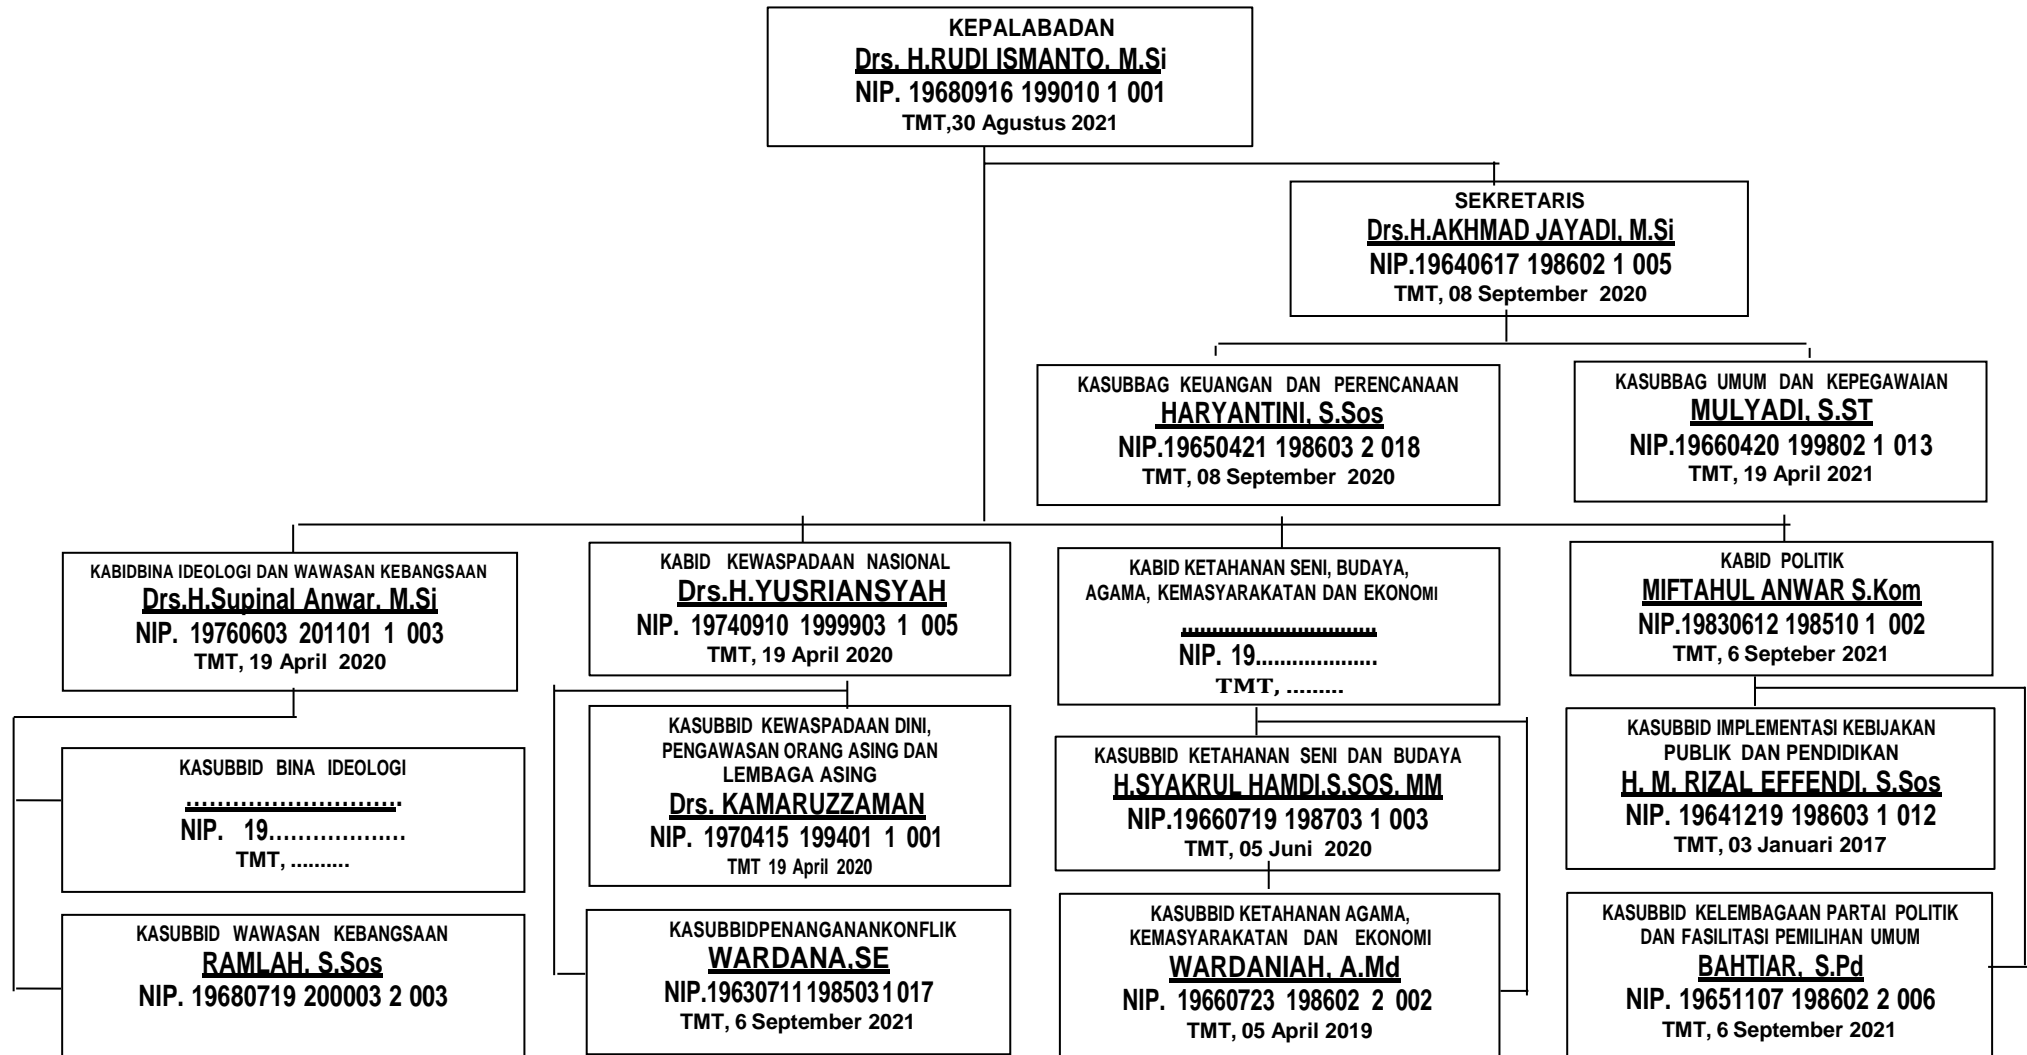 KEPALABADAN
Drs. H.RUDI ISMANTO. M.Si
NIP. 19680916 199010 1 001
TMT,30 Agustus 2021
SEKRETARIS
Drs.H.AKHMAD JAYADI, M.Si
NIP.19640617 198602 1 005
TMT, 08 September 2020
KASUBBAG KEUANGAN DAN PERENCANAAN
HARYANTINI, S.Sos
NIP.19650421 198603 2 018
TMT, 08 September 2020
KASUBBAG UMUM DAN KEPEGAWAIAN
MULYADI, S.ST
NIP.19660420 199802 1 013
TMT, 19 April 2021
KABIDBINA IDEOLOGI DAN WAWASAN KEBANGSAAN
Drs.H.Supinal Anwar. M.Si
NIP. 19760603 201101 1 003
TMT, 19 April 2020
KABID KEWASPADAAN NASIONAL
Drs.H.YUSRIANSYAH
NIP. 19740910 1999903 1 005
TMT, 19 April 2020
KABID KETAHANAN SENI, BUDAYA,
AGAMA, KEMASYARAKATAN DAN EKONOMI
................................
NIP. 19....................
TMT, .........
KABID POLITIK
MIFTAHUL ANWAR S.Kom
NIP.19830612 198510 1 002
TMT, 6 Septeber 2021
KASUBBID BINA IDEOLOGI
............................
NIP. 19...................
TMT, ..........
KASUBBID KEWASPADAAN DINI,
PENGAWASAN ORANG ASING DAN
LEMBAGA ASING
Drs. KAMARUZZAMAN
NIP. 1970415 199401 1 001
TMT 19 April 2020
KASUBBID KETAHANAN SENI DAN BUDAYA
H.SYAKRUL HAMDI.S.SOS. MM
NIP.19660719 198703 1 003
TMT, 05 Juni 2020
KASUBBID IMPLEMENTASI KEBIJAKAN
PUBLIK DAN PENDIDIKAN
H. M. RIZAL EFFENDI. S.Sos
NIP. 19641219 198603 1 012
TMT, 03 Januari 2017
KASUBBID WAWASAN KEBANGSAAN
RAMLAH. S.Sos
NIP. 19680719 200003 2 003
KASUBBIDPENANGANANKONFLIK
WARDANA,SE
NIP.196307111985031017
TMT, 6 September 2021
KASUBBID KETAHANAN AGAMA,
KEMASYARAKATAN DAN EKONOMI
WARDANIAH, A.Md
NIP. 19660723 198602 2 002
TMT, 05 April 2019
KASUBBID KELEMBAGAAN PARTAI POLITIK
DAN FASILITASI PEMILIHAN UMUM
BAHTIAR, S.Pd
NIP. 19651107 198602 2 006
TMT, 6 September 2021